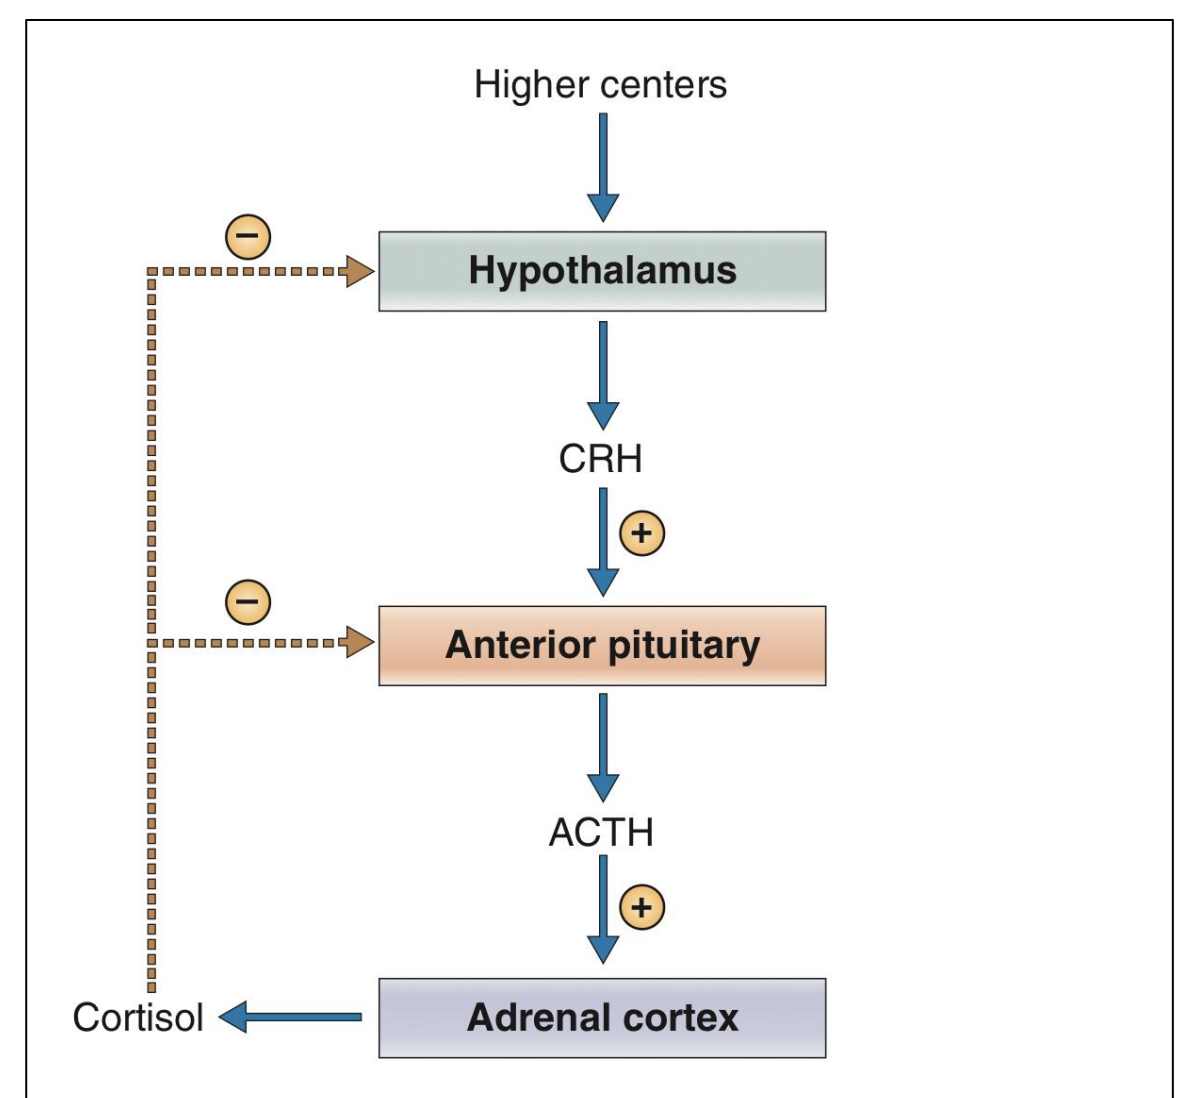 Higher centers
−
Hypothalamus
CRH
+
−
Anterior pituitary
ACTH
+
Cortisol
Adrenal cortex